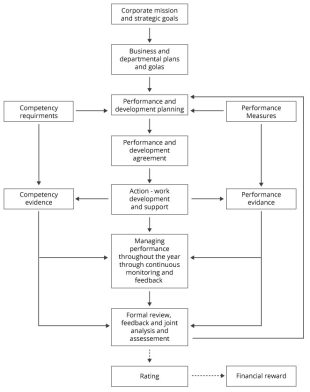 Corporate mission
and strategic goals
Business and
departmental plans
and golas
Competency
requirments
Performance and
development planning
Performance
Measures
Performance and
development
agreement
Competency
evidence
Action - work
development
and support
Performance
evidance
Managing
performance
throughout the year
through continuous
monitoring and
feedback
Formal review,
feedback and joint
analysis and
assessement
Rating
Financial reward